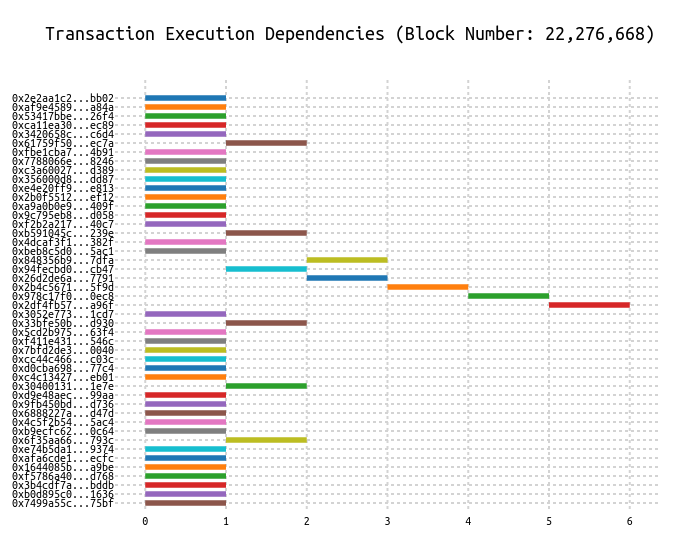 Transaction Execution Dependencies (Block Number: 22,276,668)
0x2e2aa1c2...bb02
0xaf9e4589...a84a
0x53417bbe...26f4
0xca11ea30...ec89
0x3420658c...c6d4
0x61759f50...ec7a
0xfbe1cba7...4b91
0x7788066e...8246
0xc3a60027...d389
0x356000d8...dd87
0xe4e20ff9...e813
0x2b0f5512...ef12
0xa9a0b0e9...409f
0x9c795eb8...d058
0xf2b2a217...40c7
0xb591045c...239e
0x4dcaf3f1...382f
0xbeb8c5d0...5ac1
0x848356b9...7dfa
0x94fecbd0...cb47
0x26d2de6a...7791
0x2b4c5671...5f9d
0x978c17f0...0ec8
0x2df4fb57...a96f
0x3052e773...1cd7
0x33bfe50b...d930
0x5cd2b975...63f4
0xf411e431...546c
0x7bfd2de3...0040
0xcc44c466...c03c
0xd0cba698...77c4
0xc4c13427...eb01
0x30400131...1e7e
0xd9e48aec...99aa
0x9fb450bd...d736
0x6888227a...d47d
0x4c5f2b54...5ac4
0xb9ecfc62...0c64
0x6f35aa66...793c
0xe74b5da1...9374
0xafa6cde1...ecfc
0x1644085b...a9be
0xf5786a40...d768
0x3b4cdf7a...bddb
0xb0d895c0...1636
0x7499a55c...75bf
0 1 2 3 4 5 6